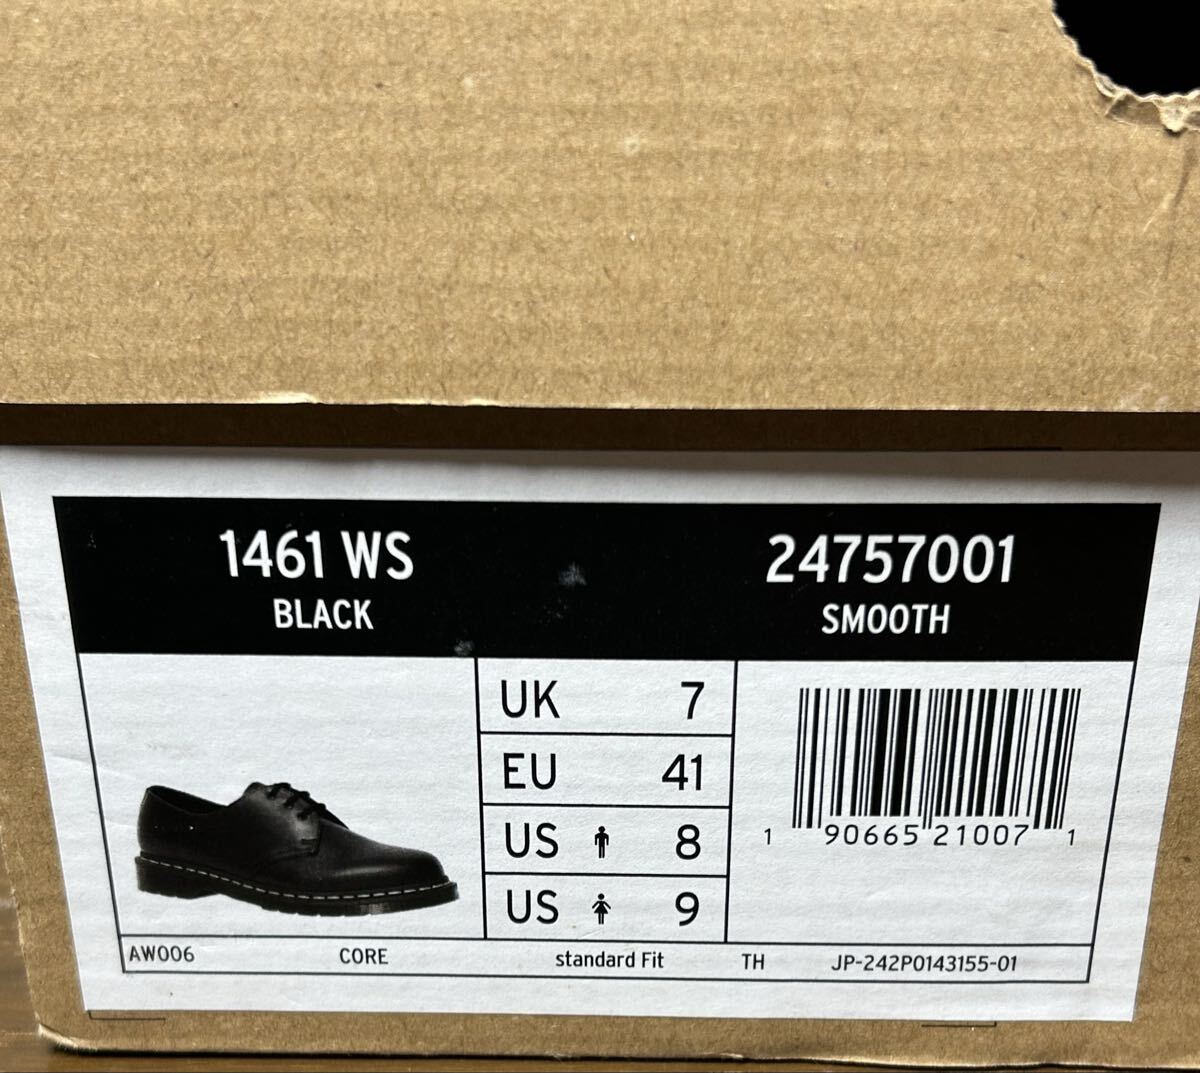 1461 WS
BLACK
24757001
SMOOTH
UK 7
EU 41
US 8
US 9
1 90665 21007 1
AW006 CORE standard Fit TH JP-242P0143155-01